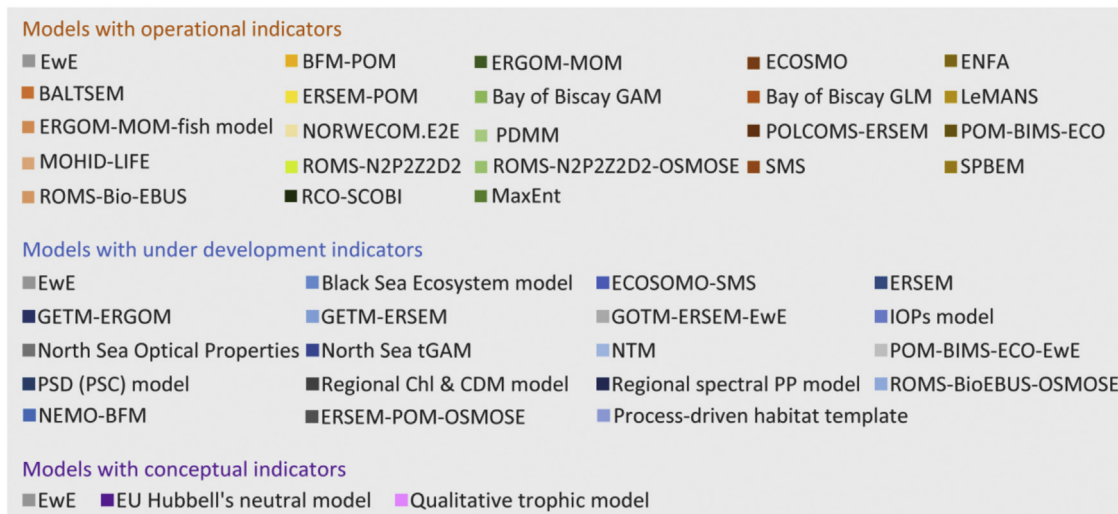 Models with operational indicators
EwE BFM-POM ERGOM-MOM ECOSMO ENFA
BALTSEM ERSEM-POM Bay of Biscay GAM Bay of Biscay GLM LeMANS
ERGOM-MOM-fish model NORWECOM.E2E PDMM POLCOMS-ERSEM POM-BIMS-ECO
MOHID-LIFE ROMS-N2P2Z2D2 ROMS-N2P2Z2D2-OSMOSE SMS SPBEM
ROMS-Bio-EBUS RCO-SCOBI MaxEnt
Models with under development indicators
EwE Black Sea Ecosystem model ECOSOMO-SMS ERSEM
GETM-ERGOM GETM-ERSEM GOTM-ERSEM-EwE IOPs model
North Sea Optical Properties North Sea tGAM NTM POM-BIMS-ECO-EwE
PSD (PSC) model Regional Chl & CDM model Regional spectral PP model ROMS-BioEBUS-OSMOSE
NEMO-BFM ERSEM-POM-OSMOSE Process-driven habitat template
Models with conceptual indicators
EwE EU Hubbell's neutral model Qualitative trophic model